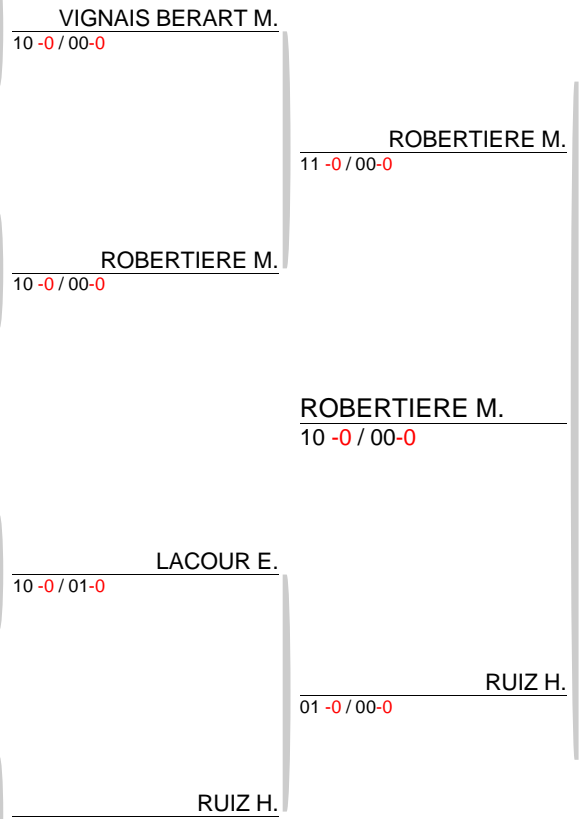 VIGNAIS BERART M.
10 -0 / 00-0
ROBERTIERE M.
11 -0 / 00-0
ROBERTIERE M.
10 -0 / 00-0
ROBERTIERE M.
10 -0 / 00-0
LACOUR E.
10 -0 / 01-0
RUIZ H.
01 -0 / 00-0
RUIZ H.